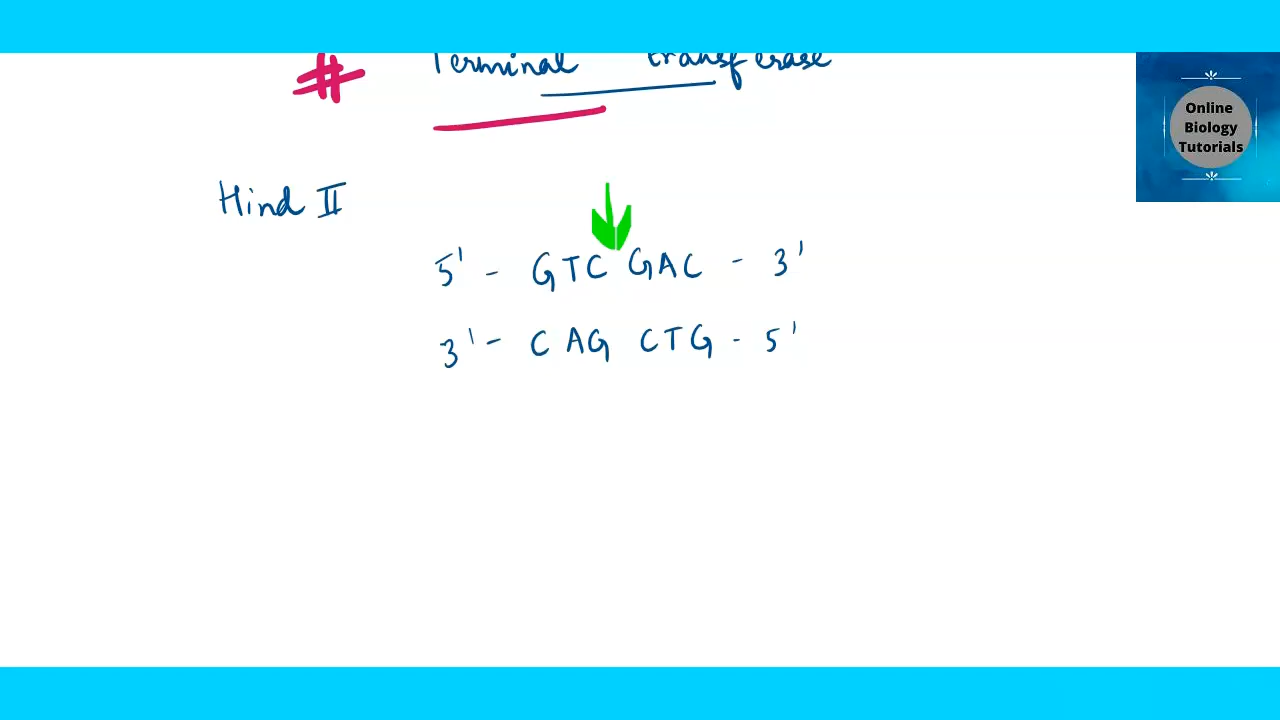 # Terminal transferase
Online
Biology
Tutorials
Hind II
5' - GTC GAC - 3'
3' - CAG CTG - 5'